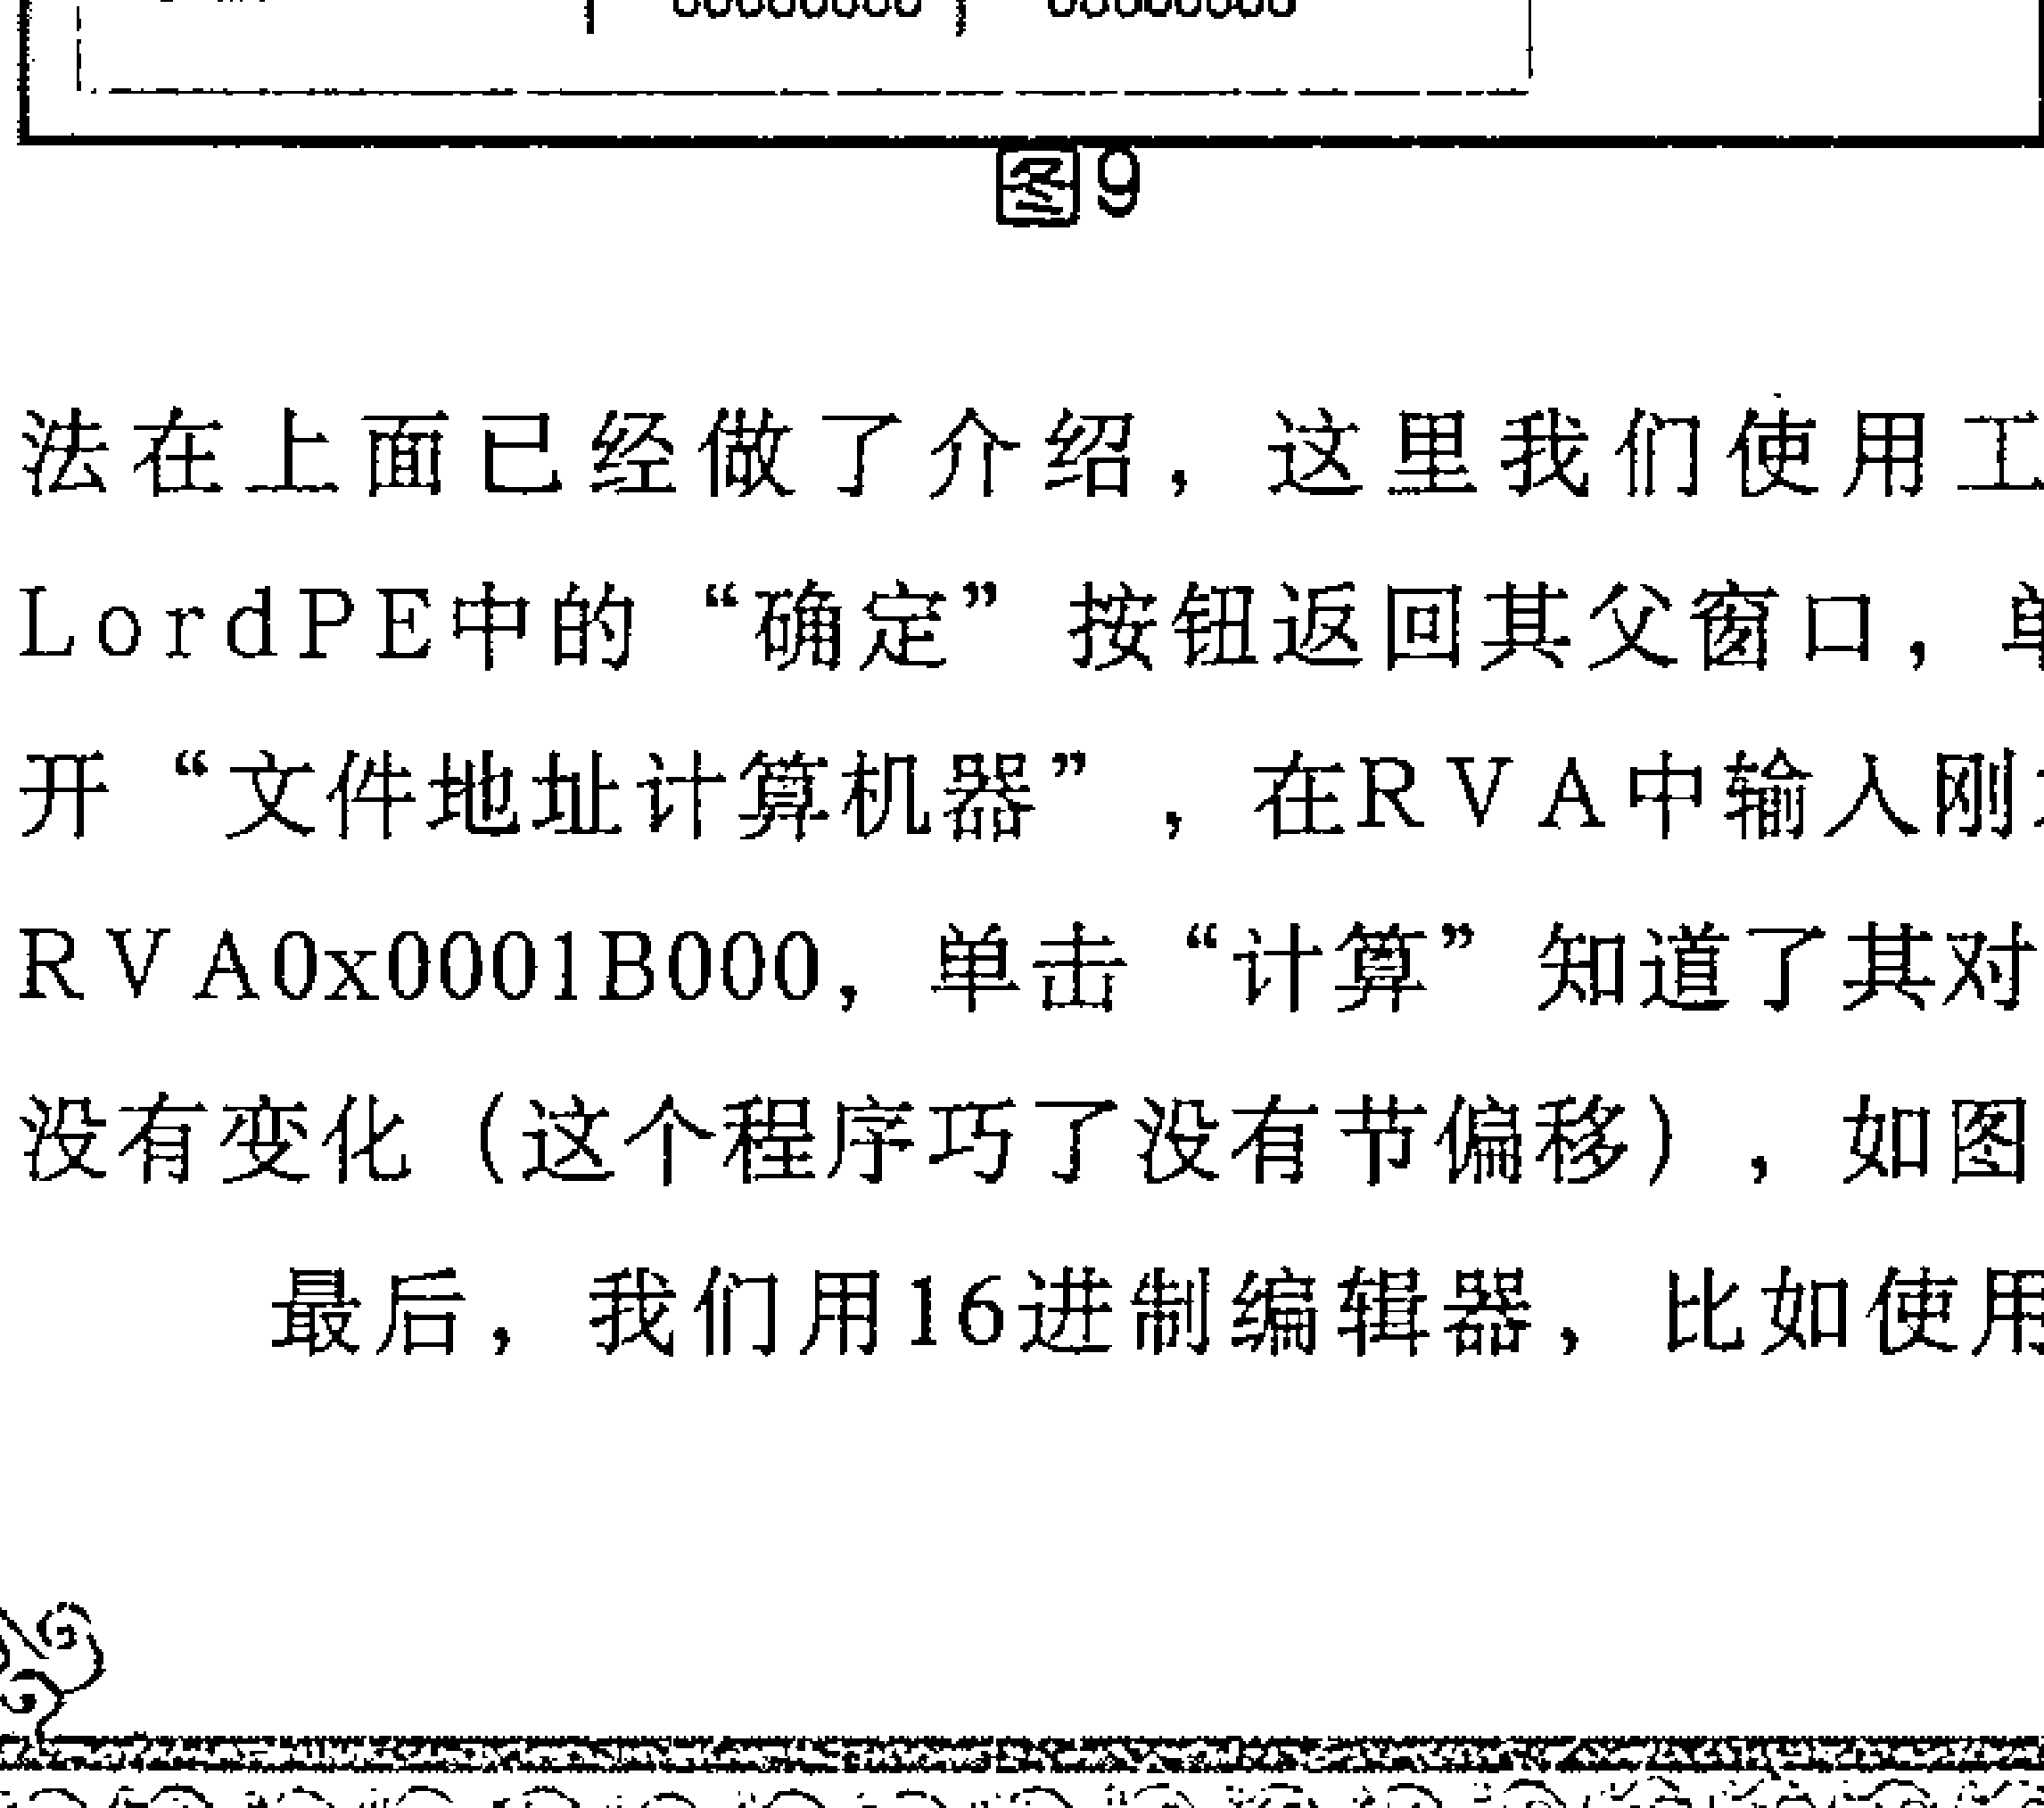 图9
法在上面已经做了介绍，这里我们使用工
LordPE中的“确定”按钮返回其父窗口，单
开“文件地址计算机器”，在RVA中输入刚
RVA0x0001B000，单击“计算”知道了其对
没有变化（这个程序巧了没有节偏移），如图
最后，我们用16进制编辑器，比如使用